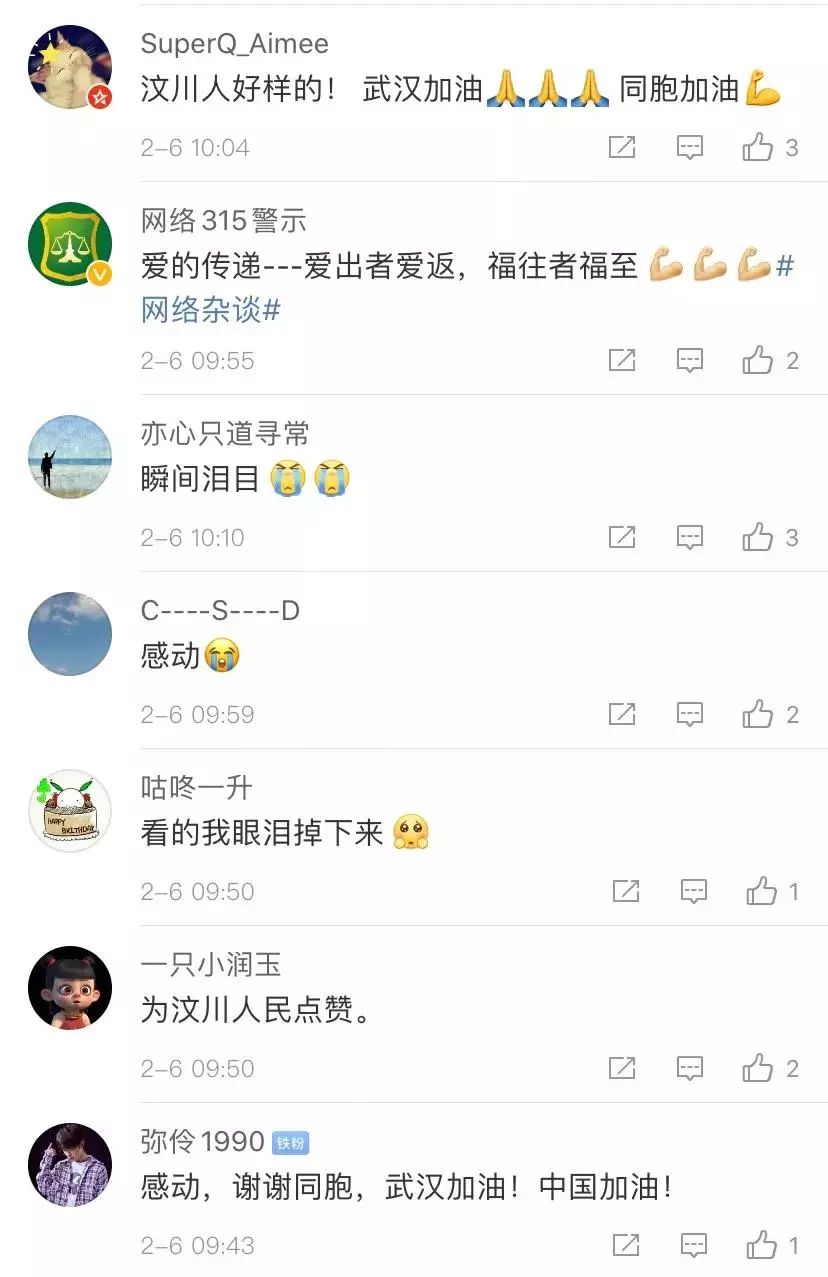 SuperQ_Aimee
汶川人好样的！ 武汉加油🙏🙏🙏 同胞加油💪
2-6 10:04
3
网络315警示
爱的传递---爱出者爱返，福往者福至 💪🏼💪🏼💪🏼#
网络杂谈#
2-6 09:55
2
亦心只道寻常
瞬间泪目 😭😭
2-6 10:10
3
C----S----D
感动😭
2-6 09:59
2
HAPPY
BRITHDAY
咕咚一升
看的我眼泪掉下来 🥺
2-6 09:50
1
一只小润玉
为汶川人民点赞。
2-6 09:50
2
弥伶1990 铁粉
感动，谢谢同胞，武汉加油！中国加油！
2-6 09:43
1